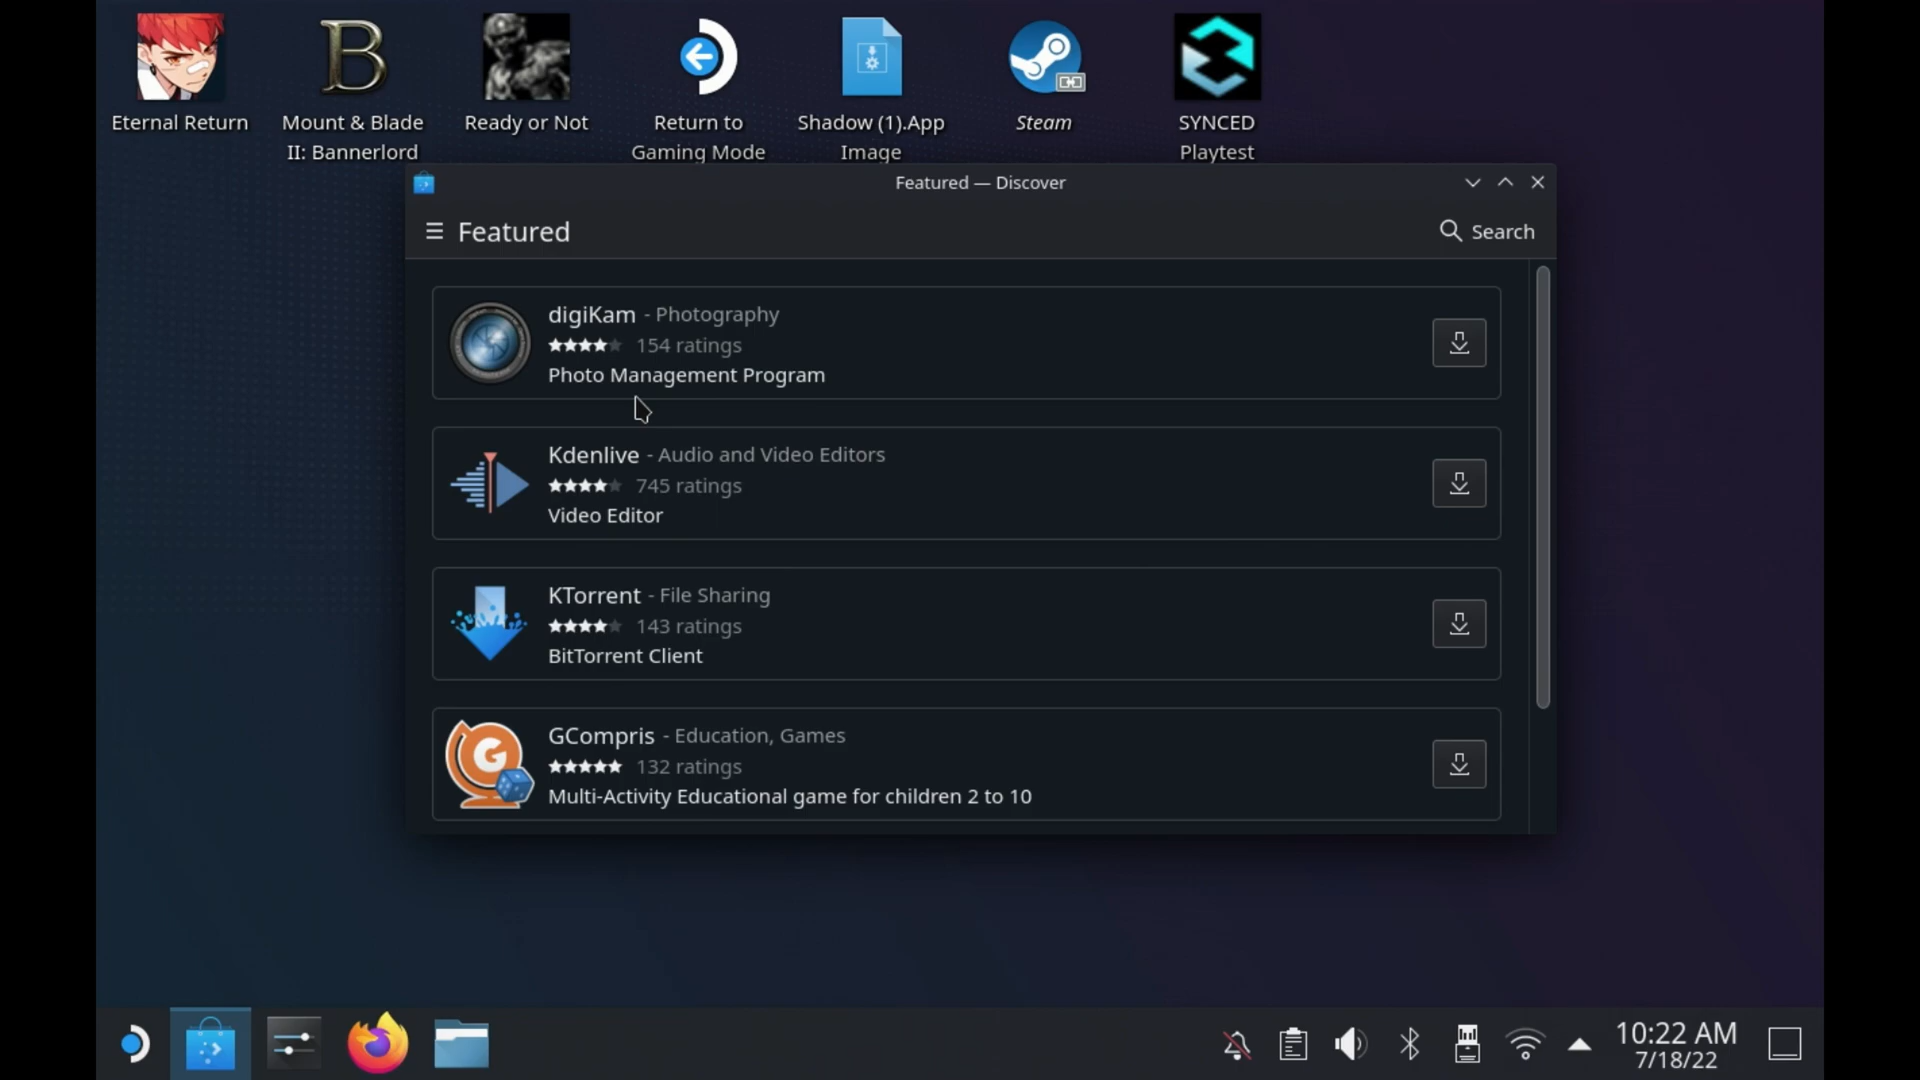 Eternal Return
Mount & Blade
II: Bannerlord
Ready or Not
Return to
Gaming Mode
Shadow (1).App
Image
Steam
SYNCED
Playtest
B
Featured — Discover
Featured
Search
digiKam - Photography
154 ratings
Photo Management Program
Kdenlive - Audio and Video Editors
745 ratings
Video Editor
KTorrent - File Sharing
143 ratings
BitTorrent Client
G
GCompris - Education, Games
132 ratings
Multi-Activity Educational game for children 2 to 10
10:22 AM
7/18/22